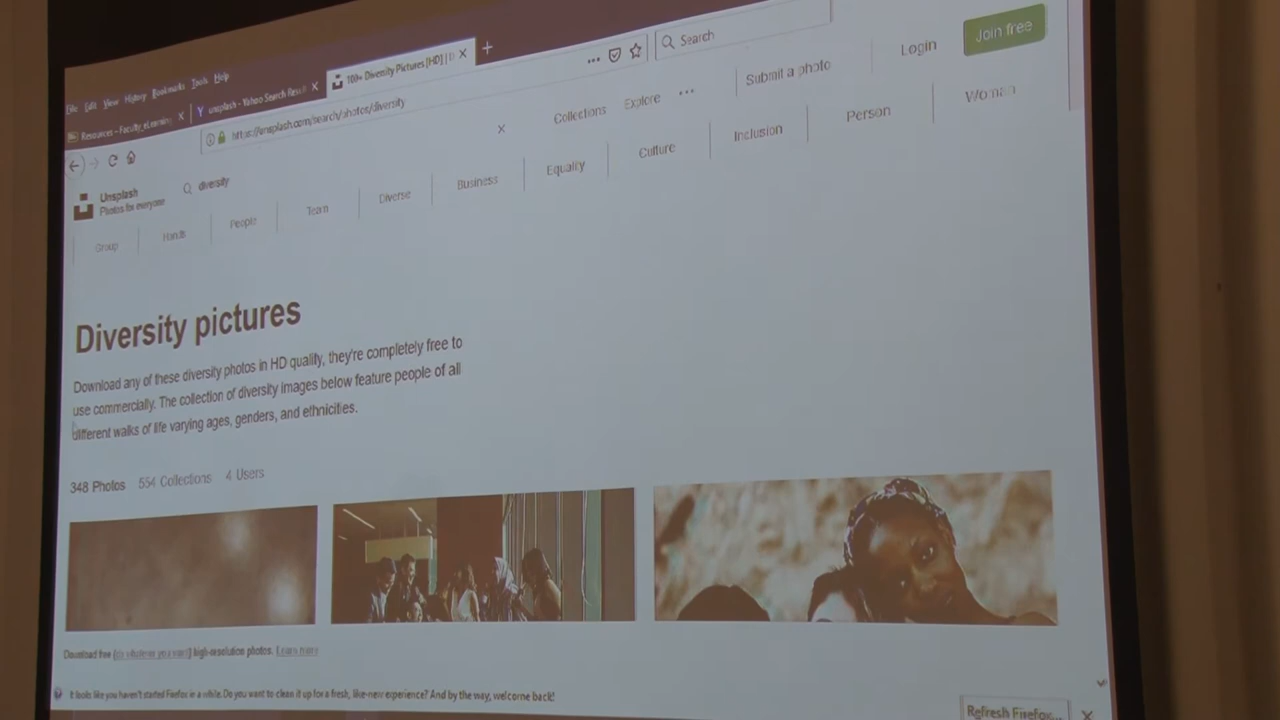 File Edit View History Bookmarks Tools Help
Resources - Faculty_eLearning
unsplash - Yahoo Search Result
100+ Diversity Pictures [HD] |
https://unsplash.com/search/photos/diversity
Search
Unsplash
Photos for everyone
diversity
Collections
Explore
Submit a photo
Login
Join free
Group
Hands
People
Team
Diverse
Business
Equality
Culture
Inclusion
Person
Woman
Diversity pictures
Download any of these diversity photos in HD quality, they're completely free to
use commercially. The collection of diversity images below feature people of all
different walks of life varying ages, genders, and ethnicities.
348 Photos 554 Collections 4 Users
Download free (do whatever you want) high-resolution photos. Learn more
It looks like you haven't started Firefox in a while. Do you want to clean it up for a fresh, like-new experience? And by the way, welcome back!
Refresh Firefox...